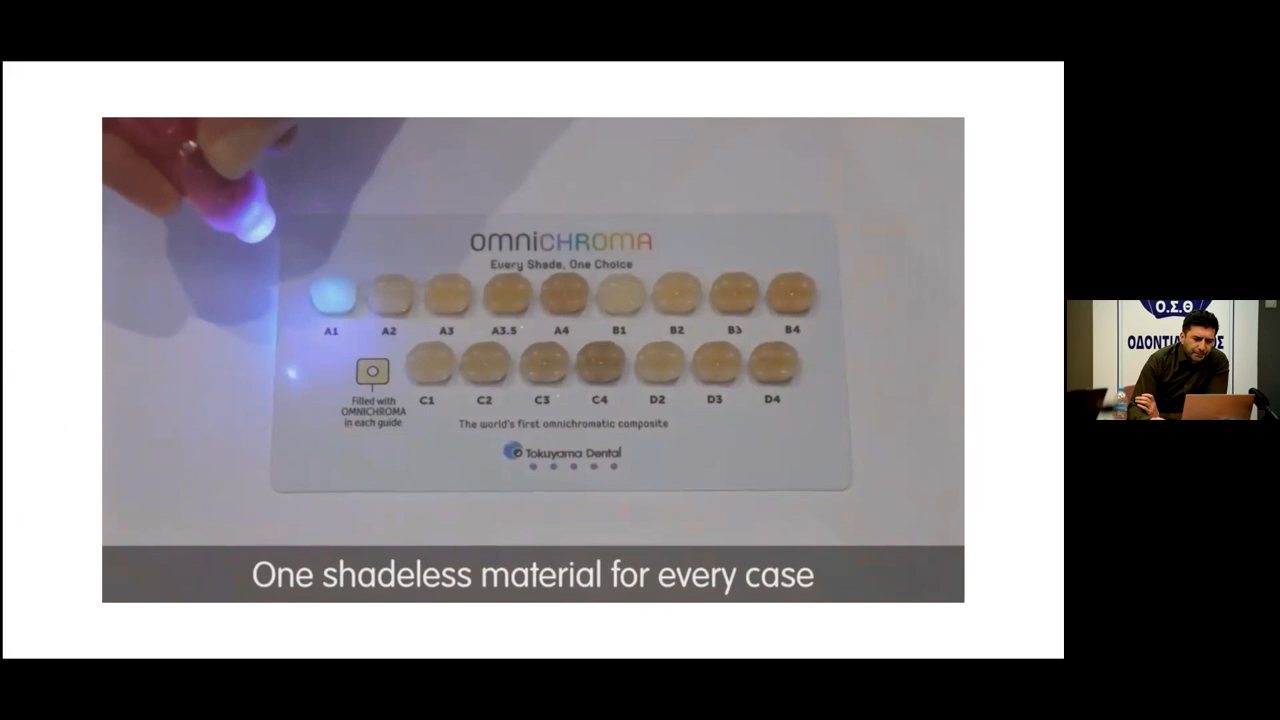 OMNICHROMA
Every Shade, One Choice
A1 A2 A3 A3.5 A4 B1 B2 B3 B4
C1 C2 C3 C4 D2 D3 D4
Filled with
OMNICHROMA
in each guide
The world's first omnichromatic composite
Tokuyama Dental
One shadeless material for every case
Ο.Σ.Θ